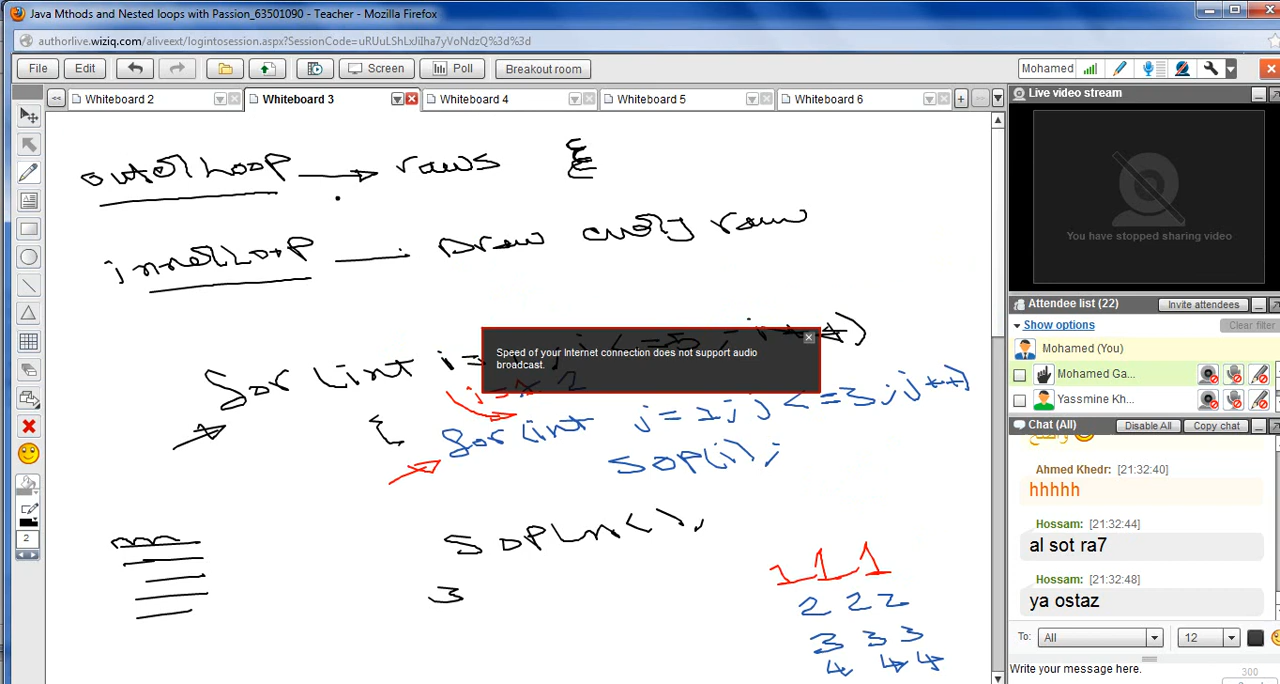 Java Mthods and Nested loops with Passion_63501090 - Teacher - Mozilla Firefox
authorlive.wiziq.com/aliveext/logintosession.aspx?SessionCode=uRUuLShLxJiIha7yVoNdzQ%3d%3d
File Edit Screen Poll Breakout room Mohamed
<< Whiteboard 2 Whiteboard 3 Whiteboard 4 Whiteboard 5 Whiteboard 6
Live video stream
You have stopped sharing video
outer Loop → raws
inner Loop Draw every raw
Speed of your Internet connection does not support audio
broadcast.
for (int i=
{ for (int j = 1; j <= 3; j++)
SOP(i);
SOPLn();
3
1 1 1
2 2 2
3 3 3
4 4 4
2
Attendee list (22) Invite attendees
Show options Clear filter
Mohamed (You)
Mohamed Ga...
Yassmine Kh...
Chat (All) Disable All Copy chat
Ahmed Khedr: [21:32:40]
hhhhh
Hossam: [21:32:44]
al sot ra7
Hossam: [21:32:48]
ya ostaz
To: All 12
Write your message here. 300